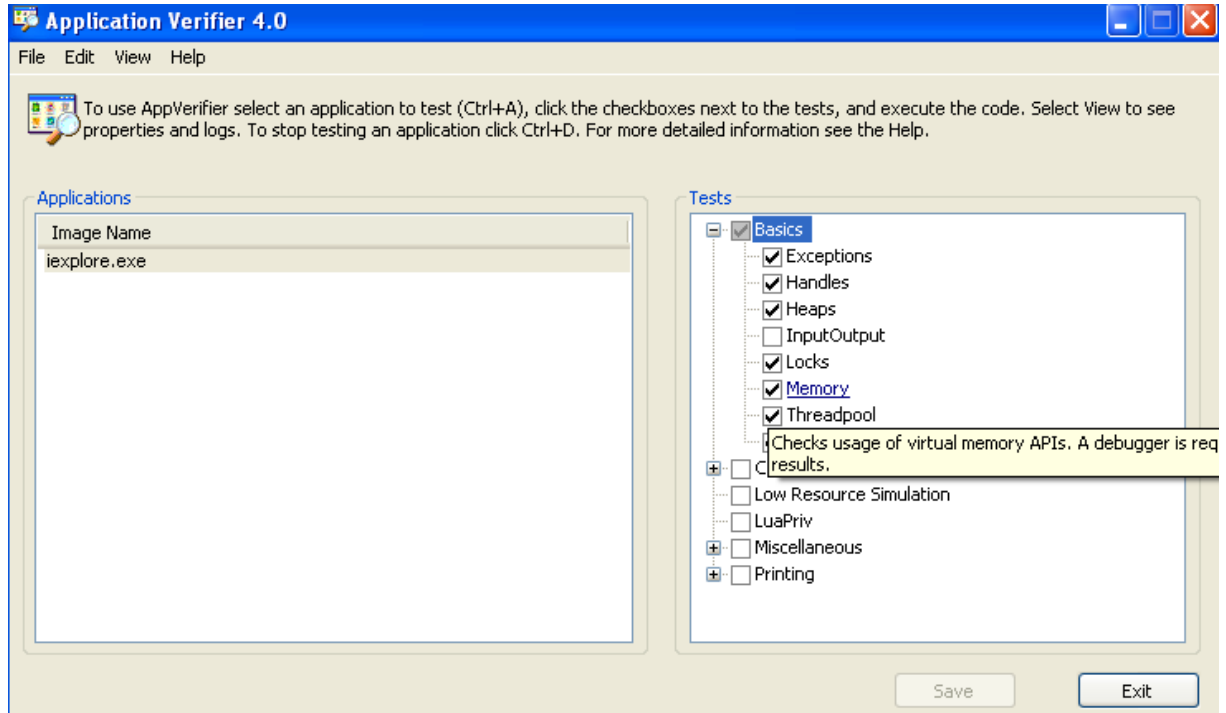 Application Verifier 4.0
File Edit View Help
To use AppVerifier select an application to test (Ctrl+A), click the checkboxes next to the tests, and execute the code. Select View to see
properties and logs. To stop testing an application click Ctrl+D. For more detailed information see the Help.
Applications
Image Name
iexplore.exe
Tests
Basics
Exceptions
Handles
Heaps
InputOutput
Locks
Memory
Threadpool
Checks usage of virtual memory APIs. A debugger is req
results.
Low Resource Simulation
LuaPriv
Miscellaneous
Printing
Save
Exit